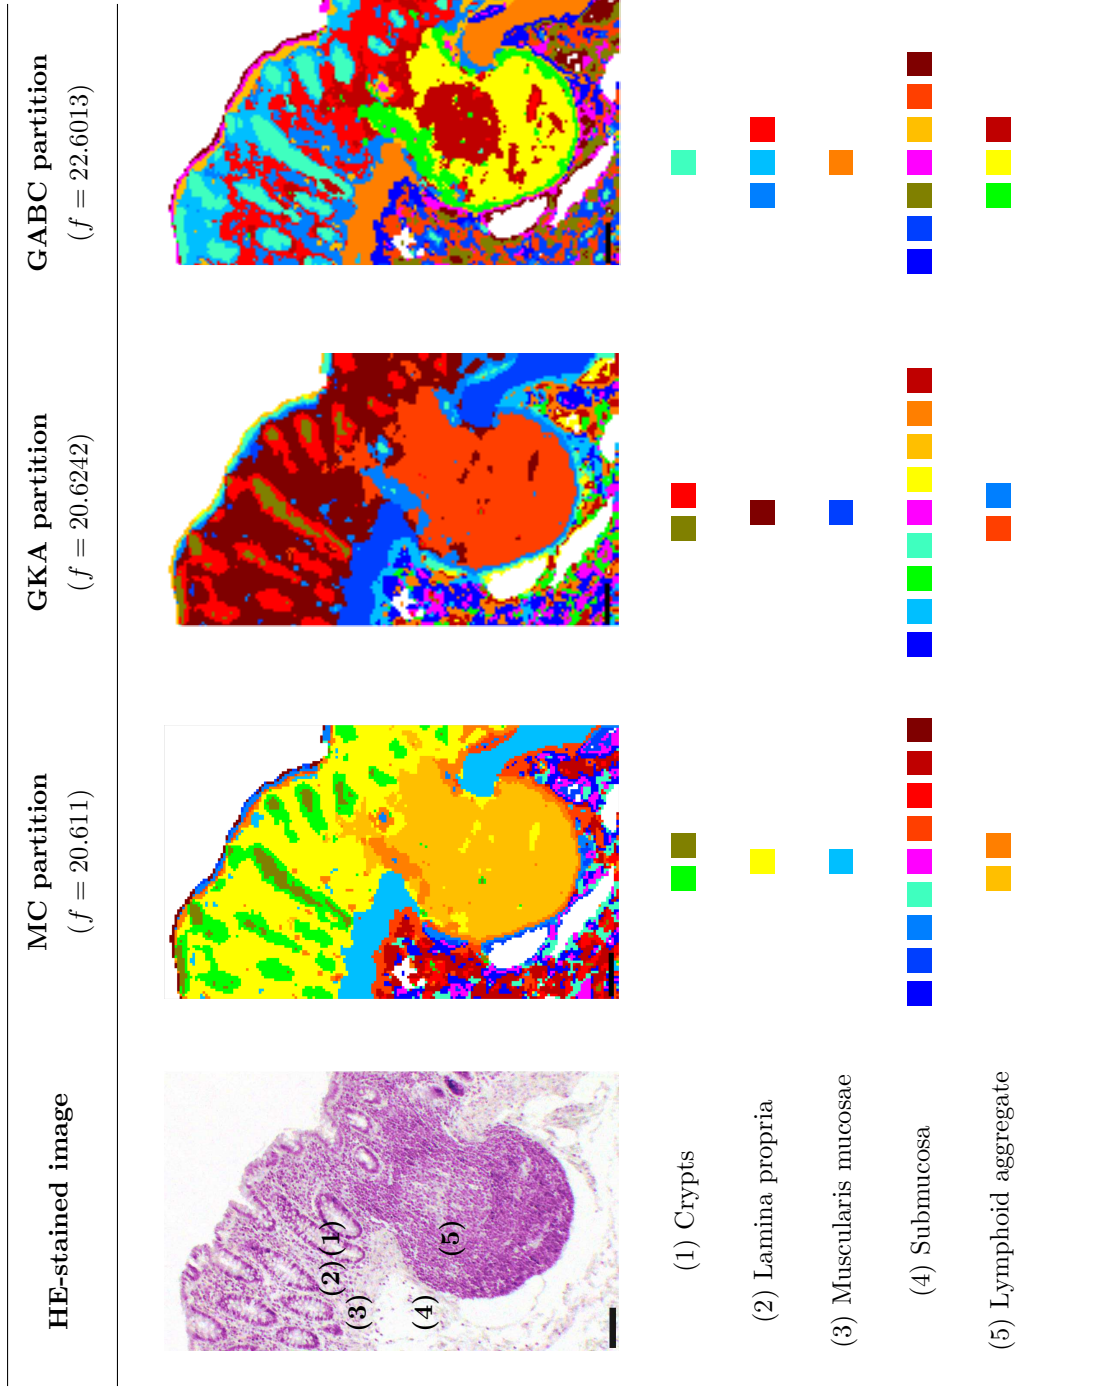 HE-stained image
MC partition
(f = 20.611)
GKA partition
(f = 20.6242)
GABC partition
(f = 22.6013)
(1)
(2)
(3)
(4)
(5)
(1) Crypts
(2) Lamina propria
(3) Muscularis mucosae
(4) Submucosa
(5) Lymphoid aggregate